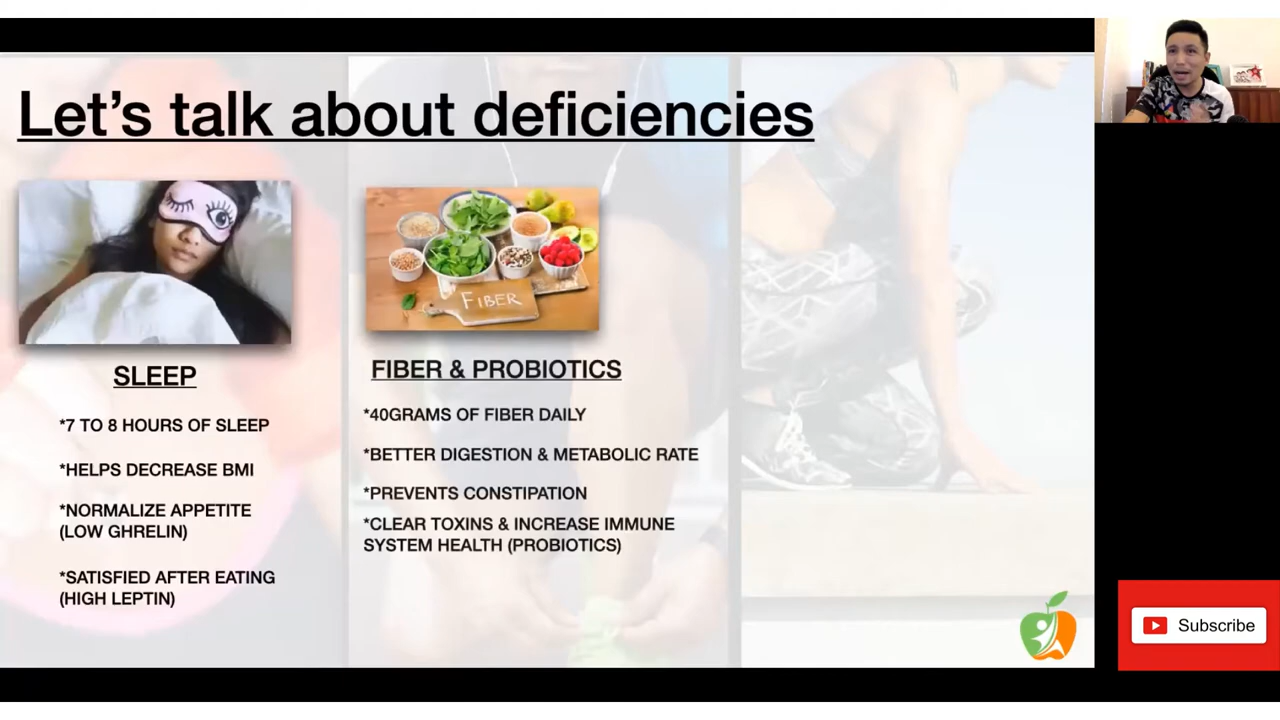 Let's talk about deficiencies
FIBER
SLEEP
*7 TO 8 HOURS OF SLEEP
*HELPS DECREASE BMI
*NORMALIZE APPETITE
(LOW GHRELIN)
*SATISFIED AFTER EATING
(HIGH LEPTIN)
FIBER & PROBIOTICS
*40GRAMS OF FIBER DAILY
*BETTER DIGESTION & METABOLIC RATE
*PREVENTS CONSTIPATION
*CLEAR TOXINS & INCREASE IMMUNE
SYSTEM HEALTH (PROBIOTICS)
Subscribe